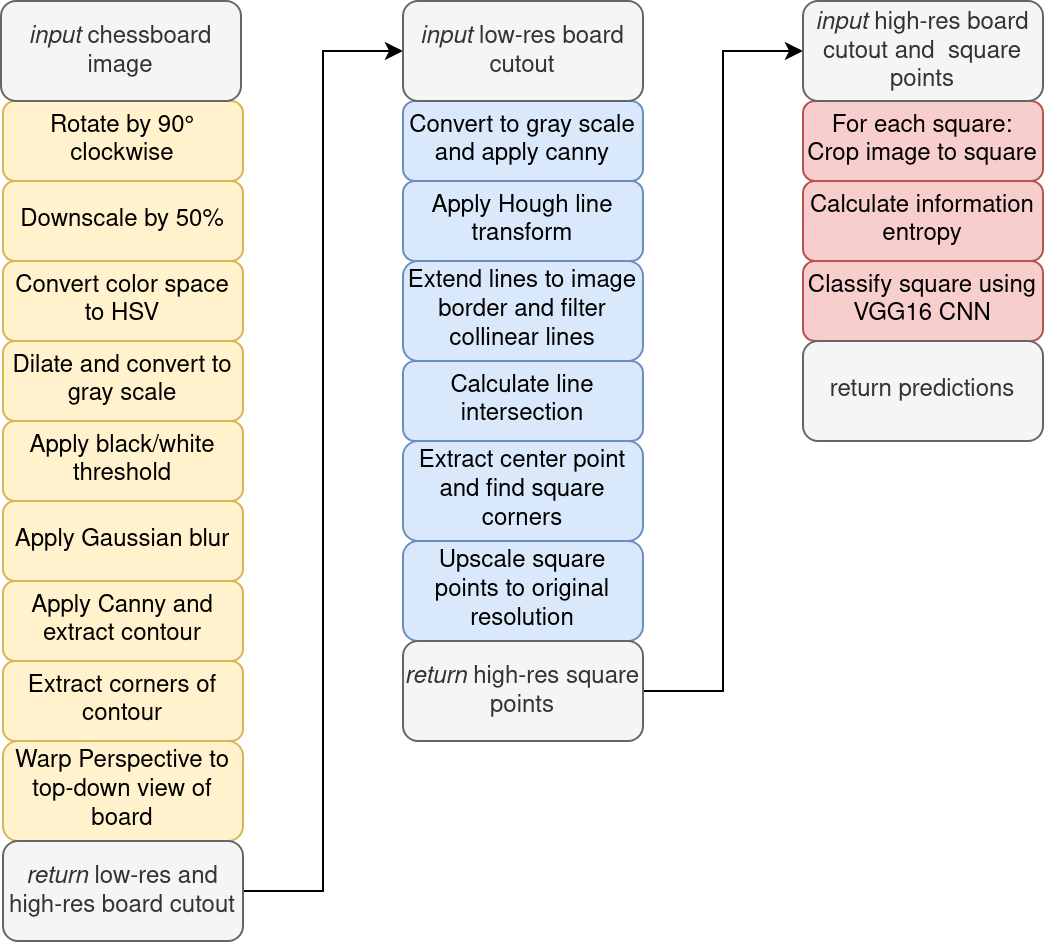 input chessboard
image
Rotate by 90°
clockwise
Downscale by 50%
Convert color space
to HSV
Dilate and convert to
gray scale
Apply black/white
threshold
Apply Gaussian blur
Apply Canny and
extract contour
Extract corners of
contour
Warp Perspective to
top-down view of
board
return low-res and
high-res board cutout
input low-res board
cutout
Convert to gray scale
and apply canny
Apply Hough line
transform
Extend lines to image
border and filter
collinear lines
Calculate line
intersection
Extract center point
and find square
corners
Upscale square
points to original
resolution
return high-res square
points
input high-res board
cutout and  square
points
For each square:
Crop image to square
Calculate information
entropy
Classify square using
VGG16 CNN
return predictions